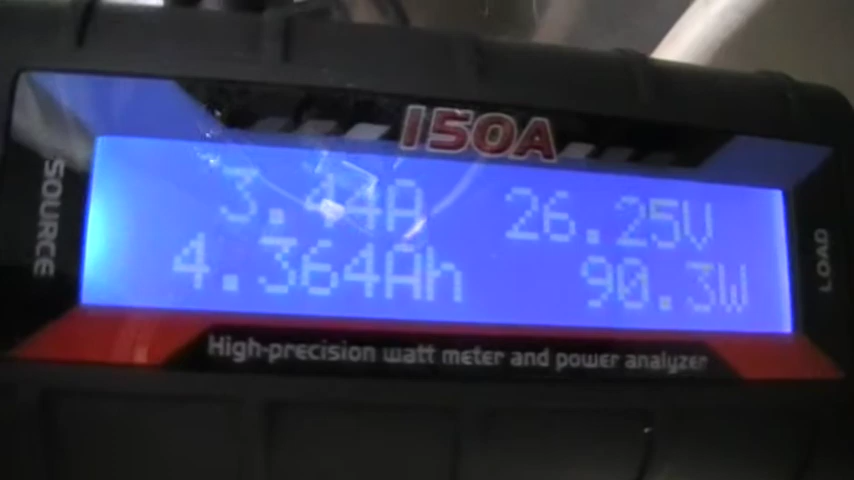 150A
SOURCE
3.44A 26.25V
4.364Ah 90.3W
LOAD
High-precision watt meter and power analyzer